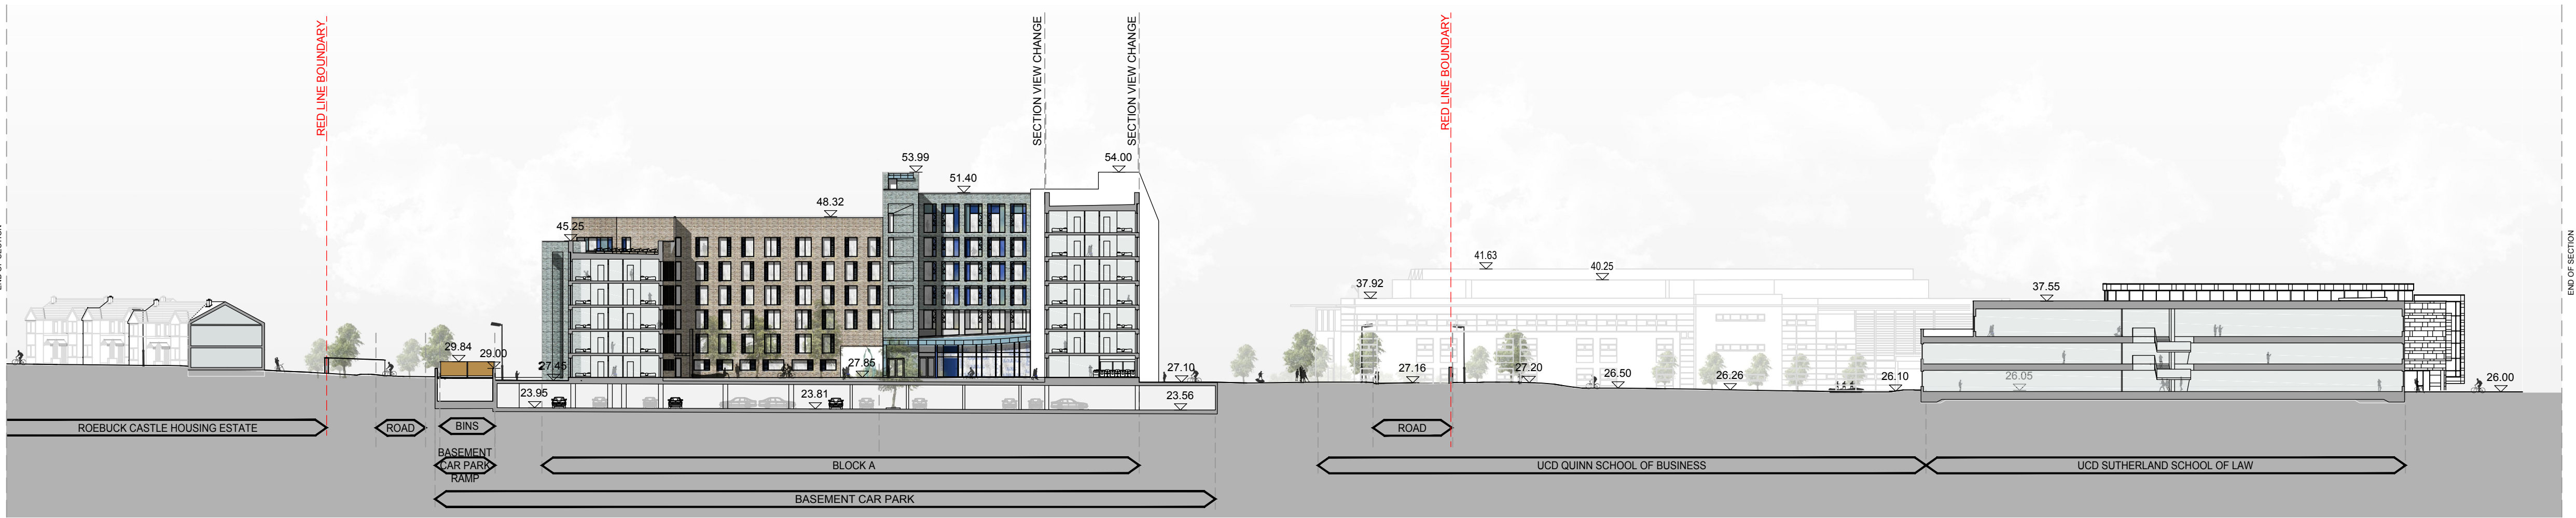 RED LINE BOUNDARY
SECTION VIEW CHANGE
SECTION VIEW CHANGE
RED LINE BOUNDARY
53.99
54.00
51.40
48.32
45.25
END OF SECTION
41.63
40.25
37.92
37.55
29.84
29.00
27.45
27.85
27.10
27.16
27.20
26.50
26.26
26.10
26.05
26.00
23.95
23.81
23.56
ROEBUCK CASTLE HOUSING ESTATE
ROAD
BINS
ROAD
BASEMENT
CAR PARK
RAMP
BLOCK A
UCD QUINN SCHOOL OF BUSINESS
UCD SUTHERLAND SCHOOL OF LAW
BASEMENT CAR PARK